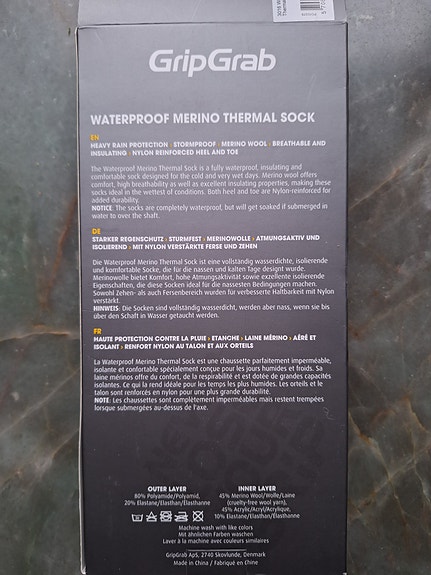 GripGrab
WATERPROOF MERINO THERMAL SOCK
EN
HEAVY RAIN PROTECTION › STORMPROOF › MERINO WOOL › BREATHABLE AND
INSULATING › NYLON REINFORCED HEEL AND TOE
The Waterproof Merino Thermal Sock is a fully waterproof, insulating and
comfortable sock designed for the cold and very wet days. Merino wool offers
comfort, high breathability as well as excellent insulating properties, making these
socks ideal in the wettest of conditions. Both heel and toe are Nylon-reinforced for
added durability.
NOTICE: The socks are completely waterproof, but will get soaked if submerged in
water to over the shaft.
DE
STARKER REGENSCHUTZ › STURMFEST › MERINOWOLLE › ATMUNGSAKTIV UND
ISOLIEREND › MIT NYLON VERSTÄRKTE FERSE UND ZEHEN
Die Waterproof Merino Thermal Sock ist eine vollständig wasserdichte, isolierende
und komfortable Socke, die für die nassen und kalten Tage designt wurde.
Merinowolle bietet Komfort, hohe Atmungsaktivität sowie exzellente isolierende
Eigenschaften, die diese Socken ideal für die nassesten Bedingungen machen.
Sowohl Zehen- als auch Fersenbereich wurden für verbesserte Haltbarkeit mit Nylon
verstärkt.
HINWEIS: Die Socken sind vollständig wasserdicht, werden aber nass, wenn sie bis
über den Schaft in Wasser getaucht werden.
FR
HAUTE PROTECTION CONTRE LA PLUIE › ETANCHE › LAINE MÉRINO › AÉRÉ ET
ISOLANT › RENFORT NYLON AU TALON ET AUX ORTEILS
La Waterproof Merino Thermal Sock est une chaussette parfaitement imperméable,
isolante et confortable spécialement conçue pour les jours humides et froids. Sa
laine mérinos offre du confort, de la respirabilité et est dotée de grandes capacités
isolantes. Ce qui la rend idéale pour les temps les plus humides. Les orteils et le
talon sont renforcés en nylon pour une plus grande durabilité.
NOTE: Les chaussettes sont complètement imperméables mais restent trempées
lorsque submergées au-dessus de l'axe.
OUTER LAYER
80% Polyamide/Polyamid,
20% Elastane/Elasthan/Élasthanne
INNER LAYER
45% Merino Wool/Wolle/Laine
(cruelty-free wool yarn),
45% Acrylic/Acryl/Acrylique,
10% Elastane/Elasthan/Élasthanne
Machine wash with like colors
Mit ähnlichen Farben waschen
Laver à la machine avec couleurs similaires
GripGrab ApS, 2740 Skovlunde, Denmark
Made in China / Fabriqué en Chine